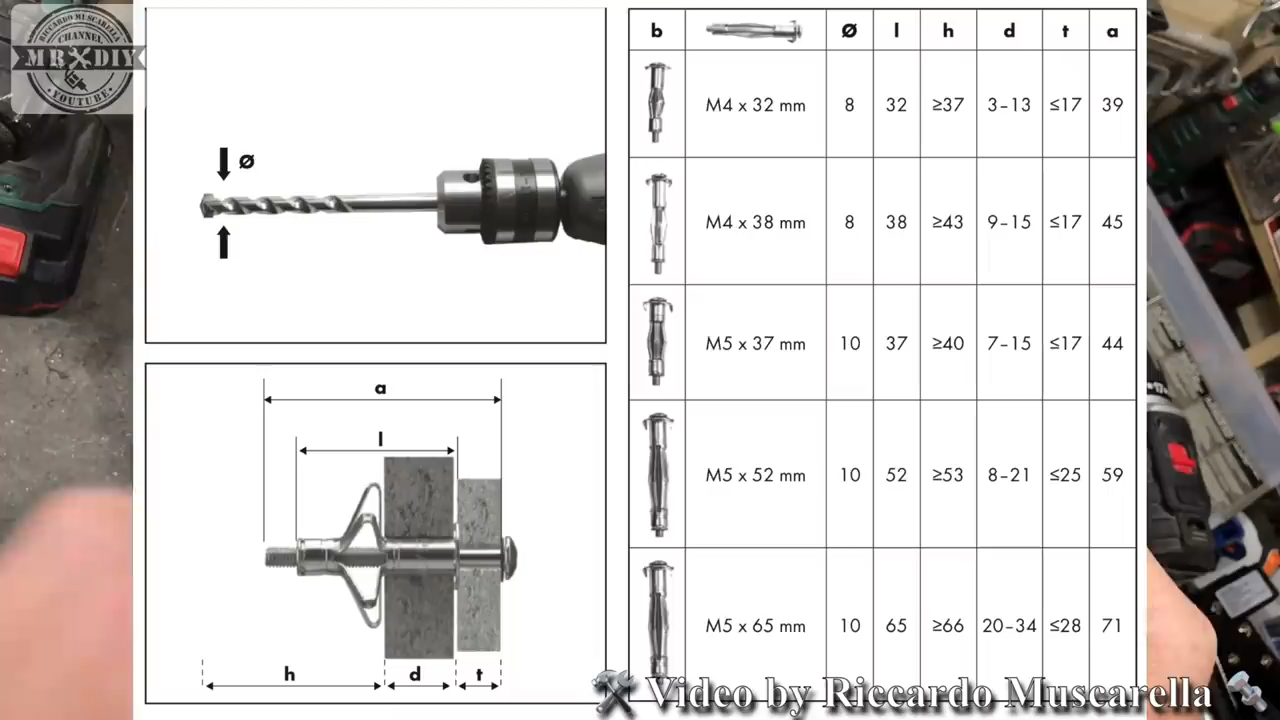 RICCARDO MUSCARELLA
CHANNEL
MR DIY
YOUTUBE
Ø
a
l
h d t
b Ø l h d t a
M4 x 32 mm 8 32 ≥37 3–13 ≤17 39
M4 x 38 mm 8 38 ≥43 9–15 ≤17 45
M5 x 37 mm 10 37 ≥40 7–15 ≤17 44
M5 x 52 mm 10 52 ≥53 8–21 ≤25 59
M5 x 65 mm 10 65 ≥66 20–34 ≤28 71
Video by Riccardo Muscarella